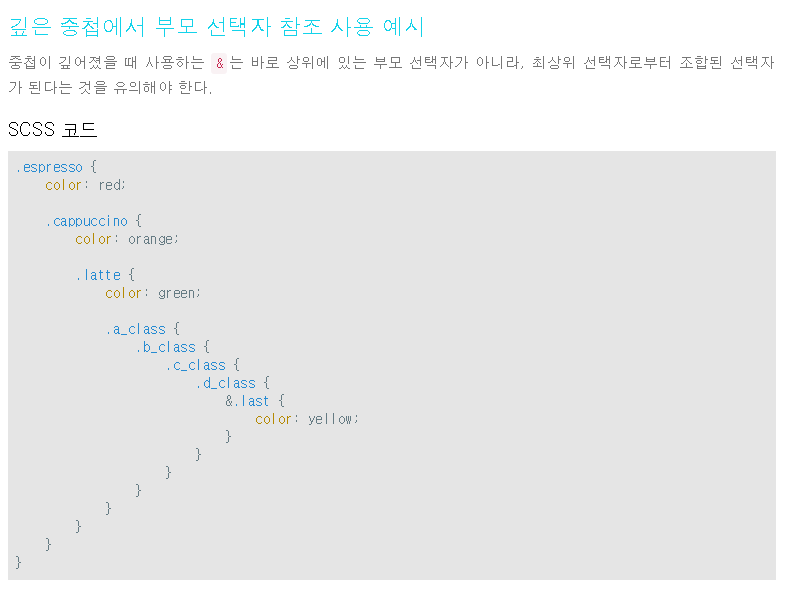 깊은 중첩에서 부모 선택자 참조 사용 예시
중첩이 깊어졌을 때 사용하는 &는 바로 상위에 있는 부모 선택자가 아니라, 최상위 선택자로부터 조합된 선택자
가 된다는 것을 유의해야 한다.
SCSS 코드
.espresso {
    color: red;
    .cappuccino {
        color: orange;
        .latte {
            color: green;
            .a_class {
                .b_class {
                    .c_class {
                        .d_class {
                            &.last {
                                color: yellow;
                            }
                        }
                    }
                }
            }
        }
    }
}